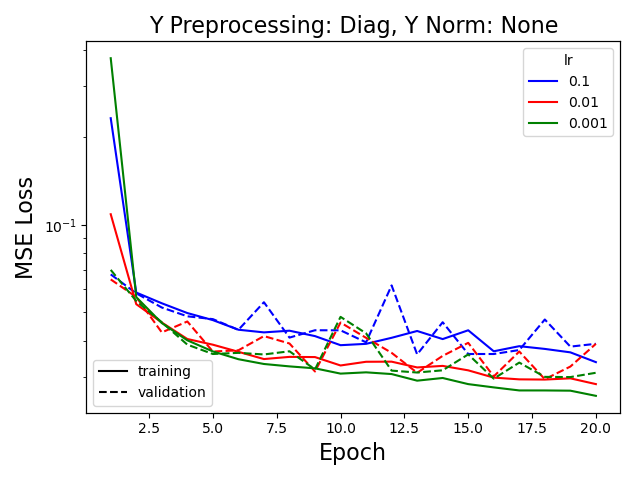 Y Preprocessing: Diag, Y Norm: None
MSE Loss
10⁻¹
lr
0.1
0.01
0.001
training
validation
2.5 5.0 7.5 10.0 12.5 15.0 17.5 20.0
Epoch